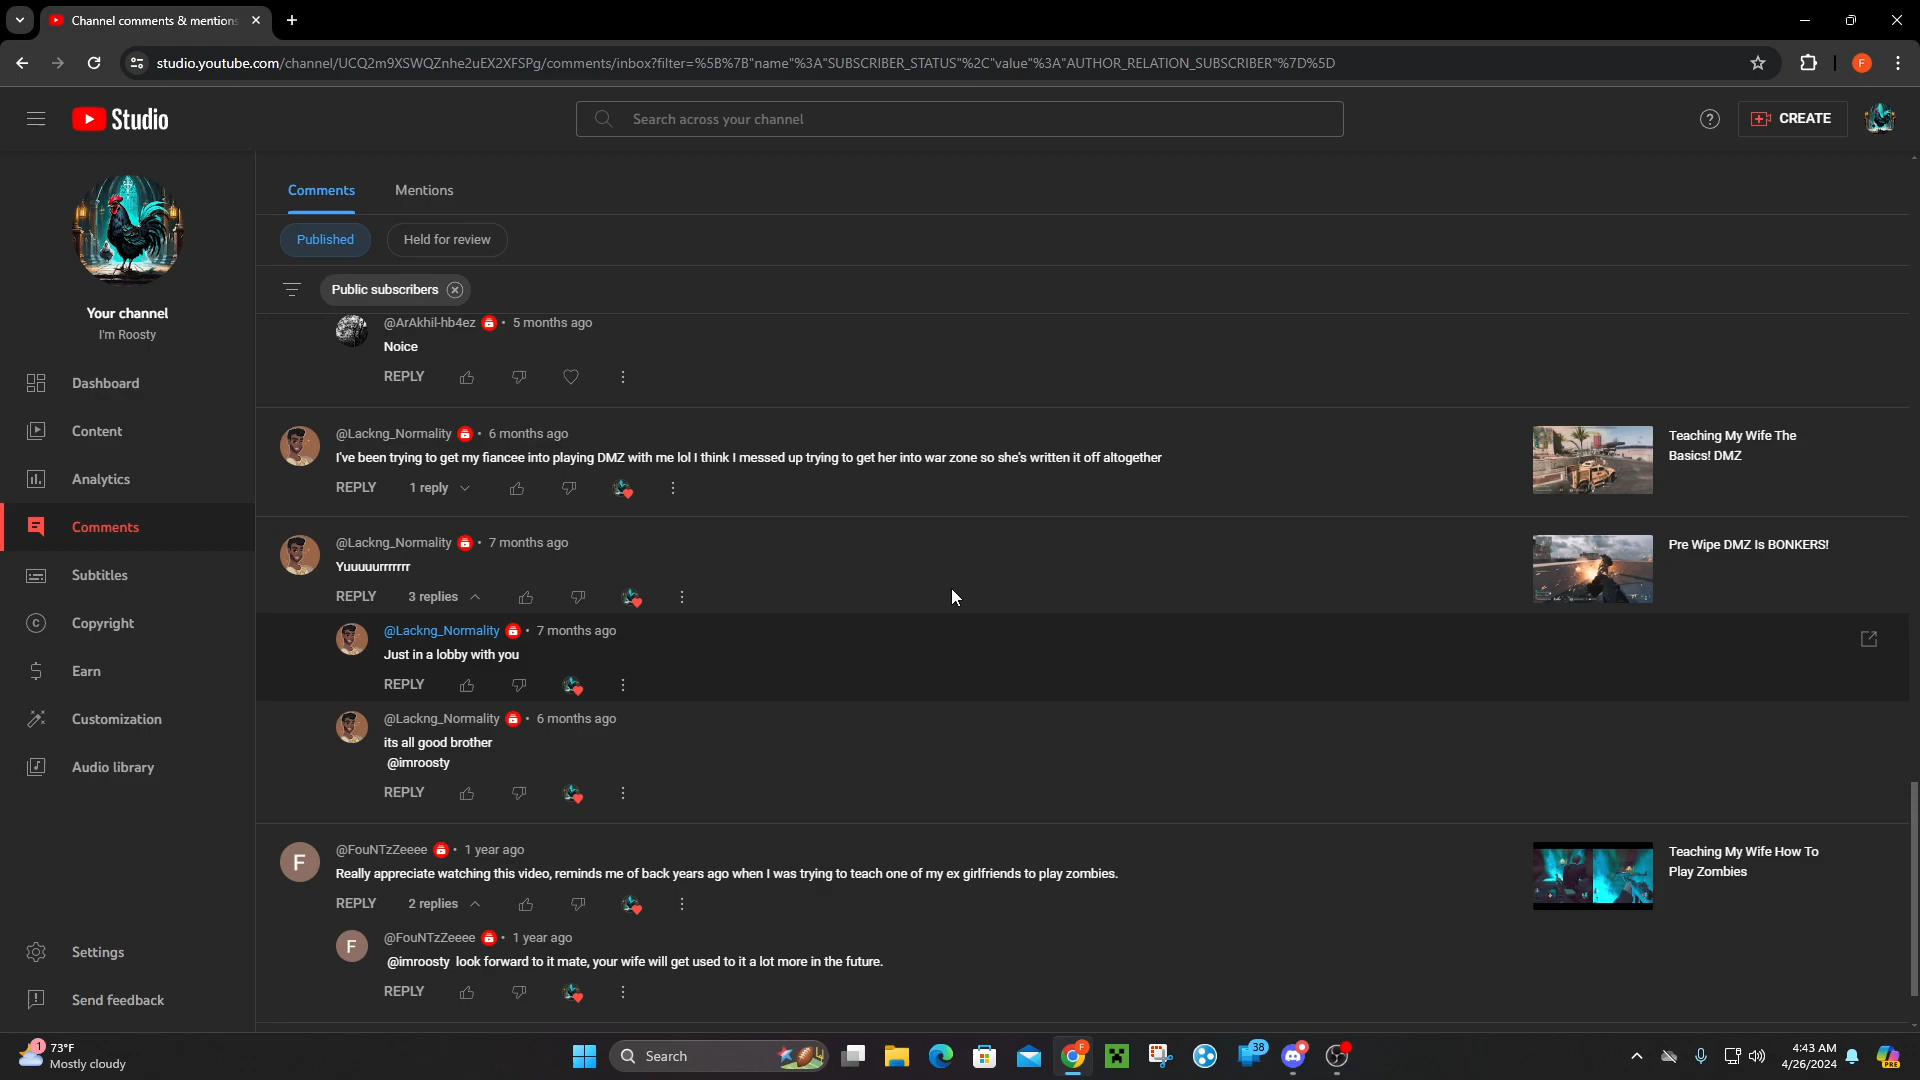 Channel comments & mentions
studio.youtube.com/channel/UCQ2m9XSWQZnhe2uEX2XFSPg/comments/inbox?filter=%5B%7B"name"%3A"SUBSCRIBER_STATUS"%2C"value"%3A"AUTHOR_RELATION_SUBSCRIBER"%7D%5D
F
Studio
Search across your channel
CREATE
Your channel
I'm Roosty
Dashboard
Content
Analytics
Comments
Subtitles
Copyright
Earn
Customization
Audio library
Settings
Send feedback
Comments
Mentions
Published
Held for review
Public subscribers
@ArAkhil-hb4ez • 5 months ago
Noice
REPLY
@Lackng_Normality • 6 months ago
I've been trying to get my fiancee into playing DMZ with me lol I think I messed up trying to get her into war zone so she's written it off altogether
REPLY 1 reply
Teaching My Wife The
Basics! DMZ
@Lackng_Normality • 7 months ago
Yuuuuurrrrrrr
REPLY 3 replies
Pre Wipe DMZ Is BONKERS!
@Lackng_Normality • 7 months ago
Just in a lobby with you
REPLY
@Lackng_Normality • 6 months ago
its all good brother
@imroosty
REPLY
F
@FouNTzZeeee • 1 year ago
Really appreciate watching this video, reminds me of back years ago when I was trying to teach one of my ex girlfriends to play zombies.
REPLY 2 replies
Teaching My Wife How To
Play Zombies
F
@FouNTzZeeee • 1 year ago
@imroosty look forward to it mate, your wife will get used to it a lot more in the future.
REPLY
1
73°F
Mostly cloudy
Search
F
38
4:43 AM
4/26/2024
PRE